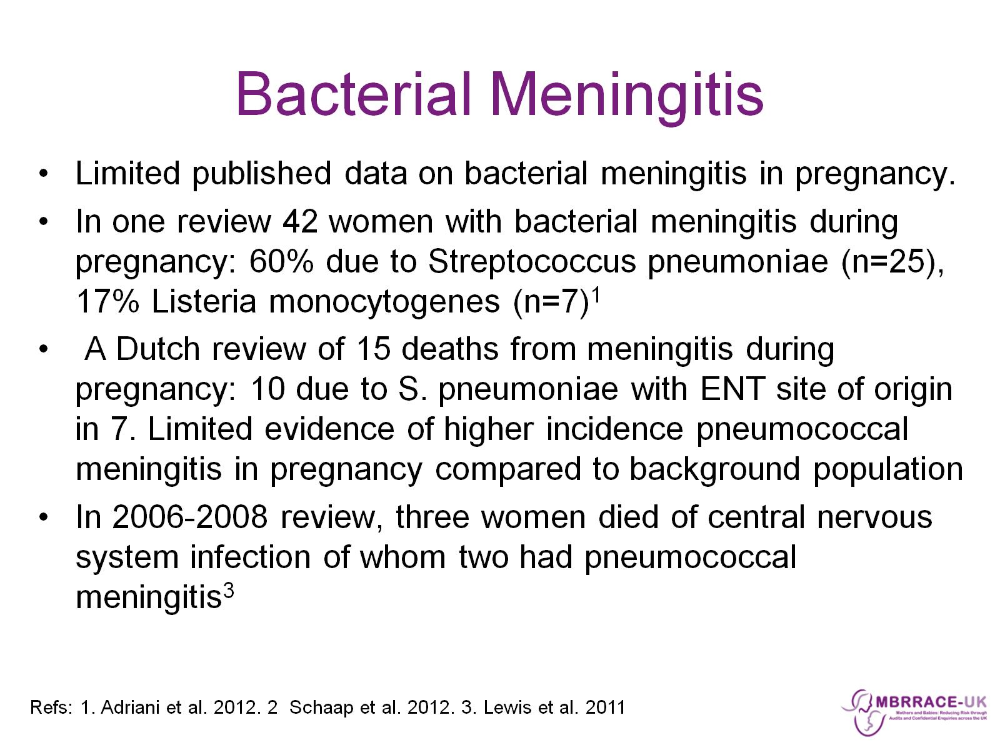 Bacterial Meningitis
• Limited published data on bacterial meningitis in pregnancy.
• In one review 42 women with bacterial meningitis during
pregnancy: 60% due to Streptococcus pneumoniae (n=25),
17% Listeria monocytogenes (n=7)¹
• A Dutch review of 15 deaths from meningitis during
pregnancy: 10 due to S. pneumoniae with ENT site of origin
in 7. Limited evidence of higher incidence pneumococcal
meningitis in pregnancy compared to background population
• In 2006-2008 review, three women died of central nervous
system infection of whom two had pneumococcal
meningitis³
Refs: 1. Adriani et al. 2012. 2 Schaap et al. 2012. 3. Lewis et al. 2011
MBRRACE-UK
Mothers and Babies: Reducing Risk through
Audits and Confidential Enquiries across the UK